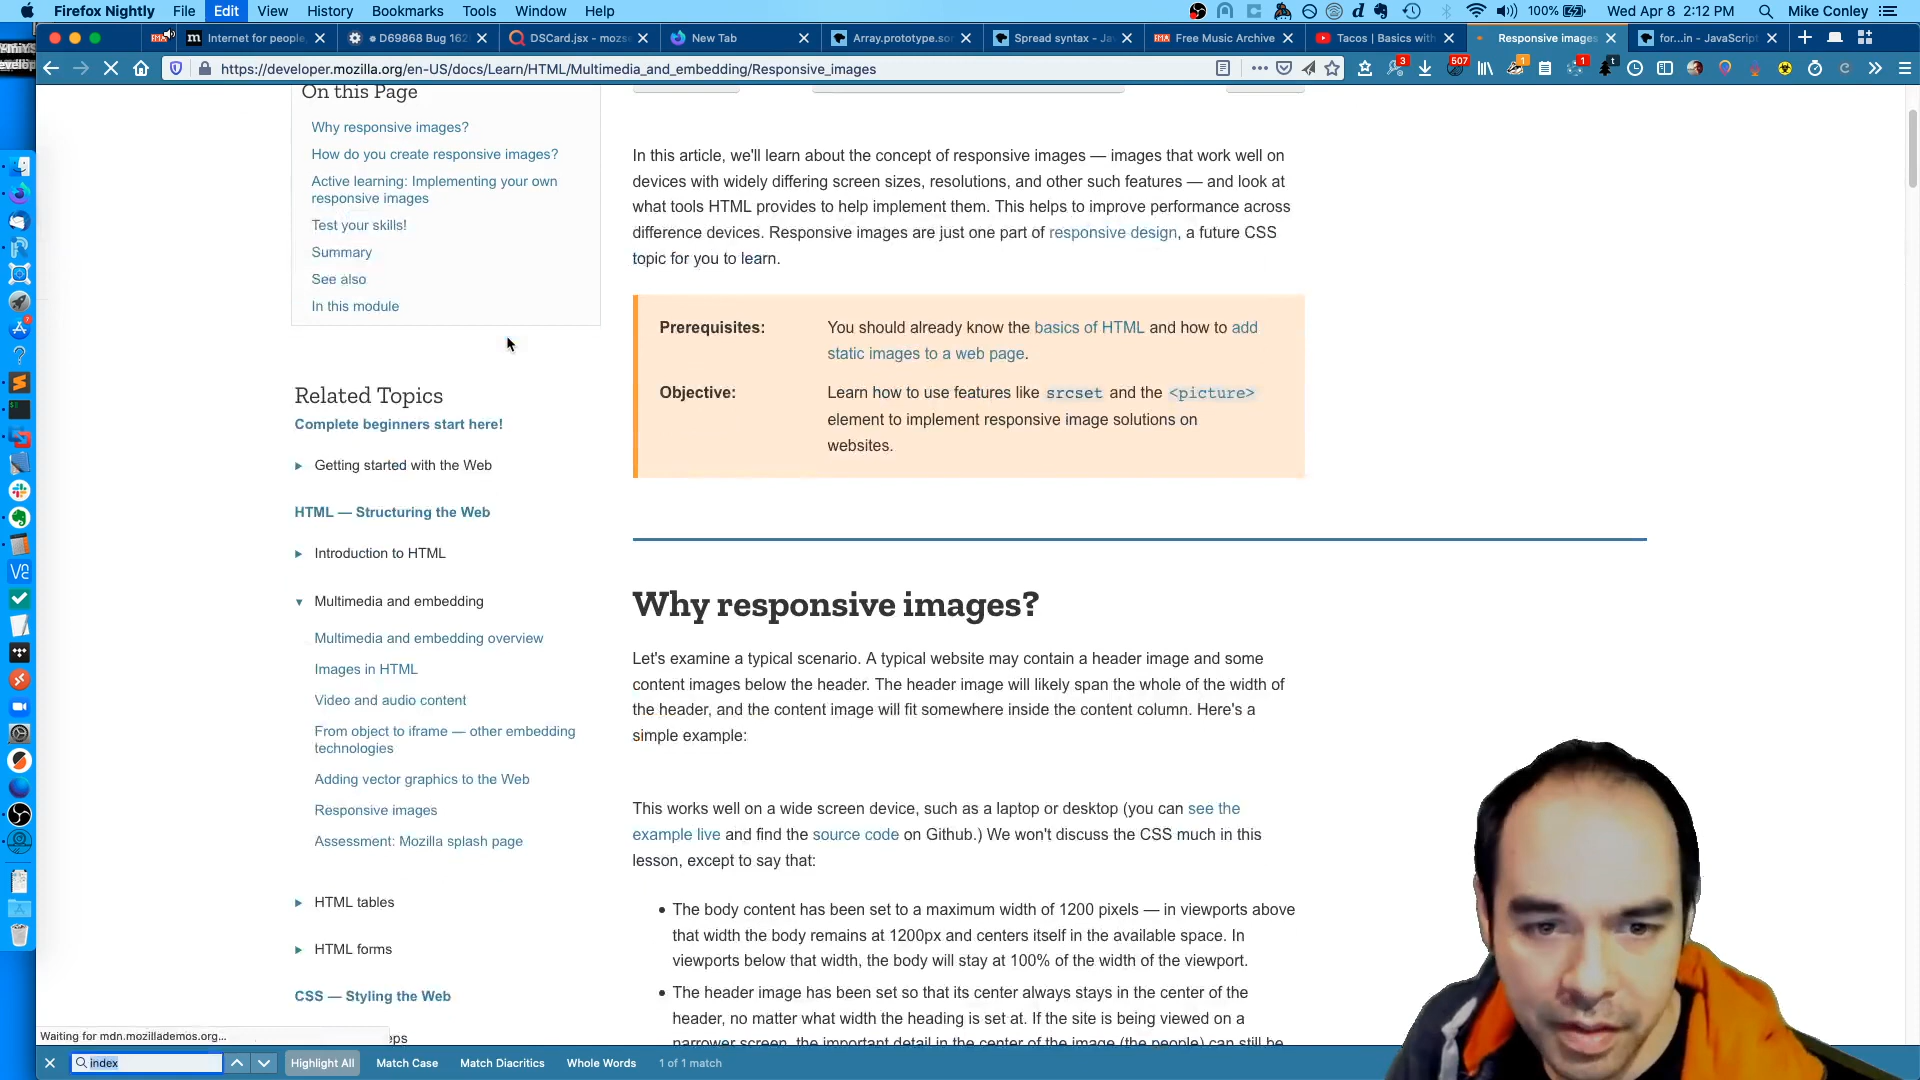 Firefox Nightly File Edit View History Bookmarks Tools Window Help 100% Wed Apr 8 2:12 PM Mike Conley
Internet for people D69868 Bug 162 DSCard.jsx - mozs New Tab Array.prototype.so Spread syntax - Ja Free Music Archive Tacos | Basics with Responsive images for...in - JavaScript
https://developer.mozilla.org/en-US/docs/Learn/HTML/Multimedia_and_embedding/Responsive_images
On this Page
Why responsive images?
How do you create responsive images?
Active learning: Implementing your own
responsive images
Test your skills!
Summary
See also
In this module
Related Topics
Complete beginners start here!
Getting started with the Web
HTML — Structuring the Web
Introduction to HTML
Multimedia and embedding
Multimedia and embedding overview
Images in HTML
Video and audio content
From object to iframe — other embedding
technologies
Adding vector graphics to the Web
Responsive images
Assessment: Mozilla splash page
HTML tables
HTML forms
CSS — Styling the Web
eps
In this article, we'll learn about the concept of responsive images — images that work well on
devices with widely differing screen sizes, resolutions, and other such features — and look at
what tools HTML provides to help implement them. This helps to improve performance across
difference devices. Responsive images are just one part of responsive design, a future CSS
topic for you to learn.
Prerequisites: You should already know the basics of HTML and how to add
static images to a web page.
Objective: Learn how to use features like srcset and the <picture>
element to implement responsive image solutions on
websites.
Why responsive images?
Let's examine a typical scenario. A typical website may contain a header image and some
content images below the header. The header image will likely span the whole of the width of
the header, and the content image will fit somewhere inside the content column. Here's a
simple example:
This works well on a wide screen device, such as a laptop or desktop (you can see the
example live and find the source code on Github.) We won't discuss the CSS much in this
lesson, except to say that:
• The body content has been set to a maximum width of 1200 pixels — in viewports above
that width the body remains at 1200px and centers itself in the available space. In
viewports below that width, the body will stay at 100% of the width of the viewport.
• The header image has been set so that its center always stays in the center of the
header, no matter what width the heading is set at. If the site is being viewed on a
narrower screen, the important detail in the center of the image (the people) can still be
Waiting for mdn.mozillademos.org...
index Highlight All Match Case Match Diacritics Whole Words 1 of 1 match